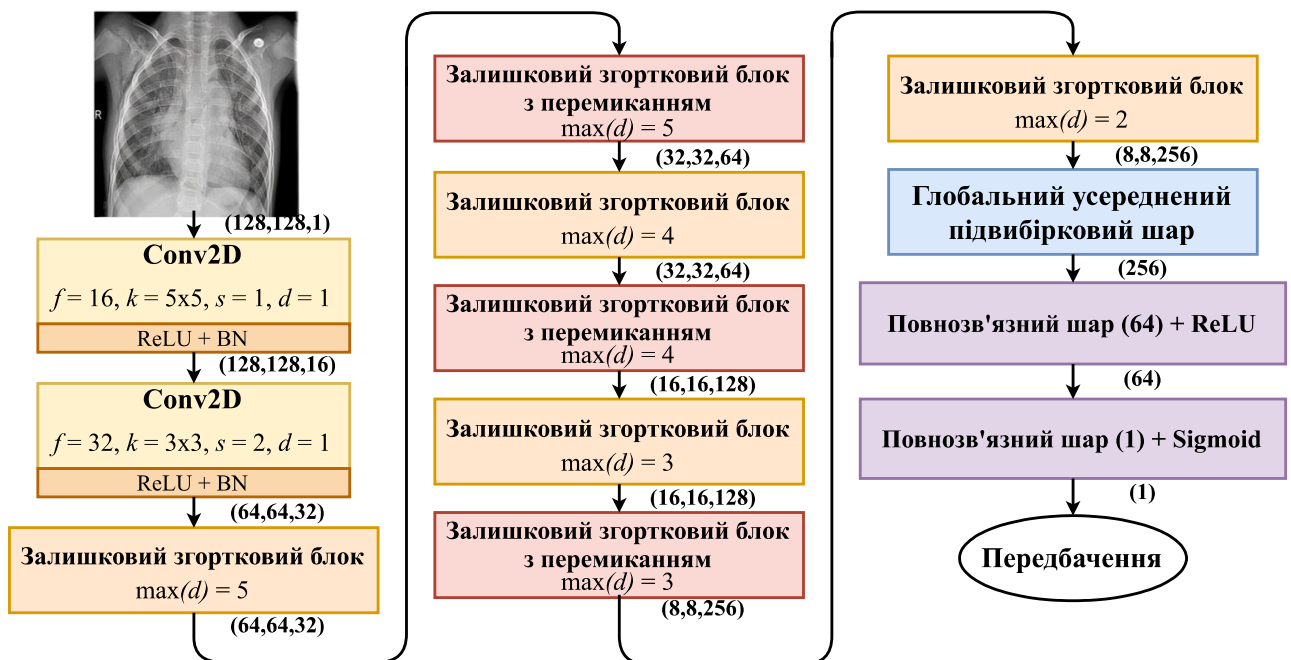 R
(128,128,1)
Conv2D
f = 16, k = 5x5, s = 1, d = 1
ReLU + BN
(128,128,16)
Conv2D
f = 32, k = 3x3, s = 2, d = 1
ReLU + BN
(64,64,32)
Залишковий згортковий блок
max(d) = 5
(64,64,32)
Залишковий згортковий блок
з перемиканням
max(d) = 5
(32,32,64)
Залишковий згортковий блок
max(d) = 4
(32,32,64)
Залишковий згортковий блок
з перемиканням
max(d) = 4
(16,16,128)
Залишковий згортковий блок
max(d) = 3
(16,16,128)
Залишковий згортковий блок
з перемиканням
max(d) = 3
(8,8,256)
Залишковий згортковий блок
max(d) = 2
(8,8,256)
Глобальний усереднений
підвибірковий шар
(256)
Повнозв'язний шар (64) + ReLU
(64)
Повнозв'язний шар (1) + Sigmoid
(1)
Передбачення